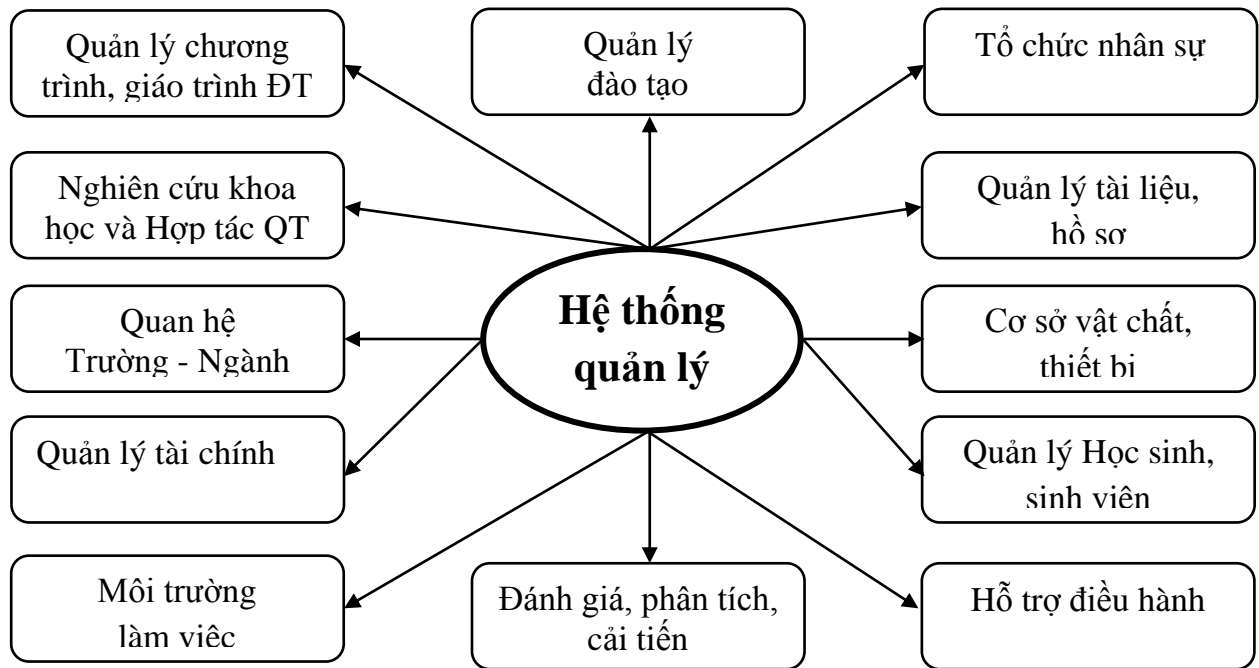 Quản lý chương
trình, giáo trình ĐT
Quản lý
đào tạo
Tổ chức nhân sự
Nghiên cứu khoa
học và Hợp tác QT
Quản lý tài liệu,
hồ sơ
Quan hệ
Trường - Ngành
Hệ thống
quản lý
Cơ sở vật chất,
thiết bị
Quản lý tài chính
Quản lý Học sinh,
sinh viên
Môi trường
làm việc
Đánh giá, phân tích,
cải tiến
Hỗ trợ điều hành